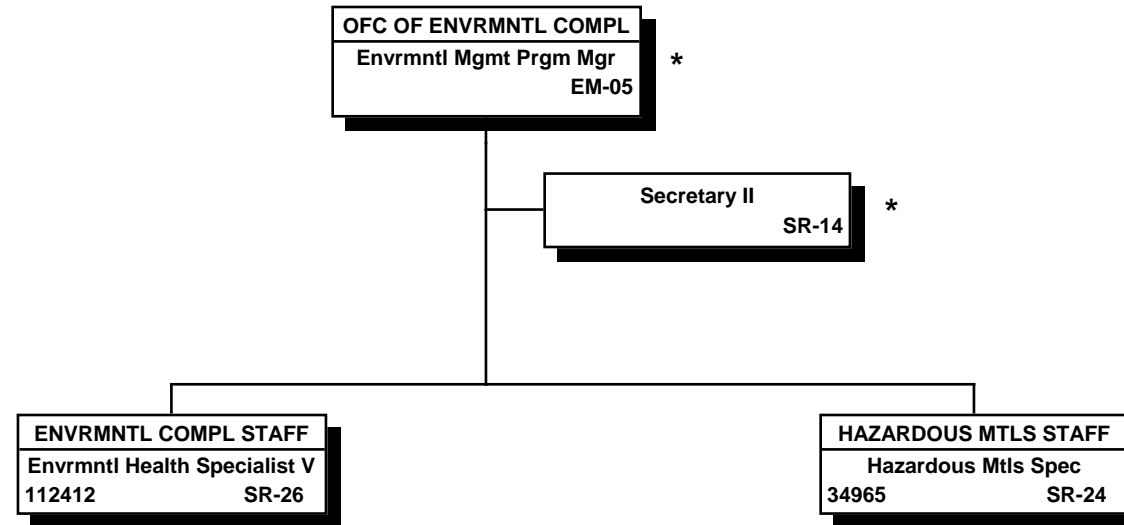 OFC OF ENVRMNTL COMPL
Envrmntl Mgmt Prgm Mgr *
EM-05
Secretary II
SR-14 *
ENVRMNTL COMPL STAFF
Envrmntl Health Specialist V
112412 SR-26
HAZARDOUS MTLS STAFF
Hazardous Mtls Spec
34965 SR-24